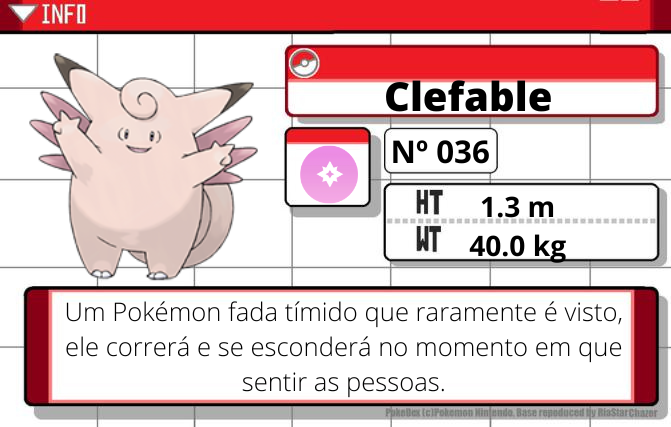 INFO
Clefable
Nº 036
HT 1.3 m
WT 40.0 kg
Um Pokémon fada tímido que raramente é visto,
ele correrá e se esconderá no momento em que
sentir as pessoas.
PokeDex (c)Pokemon Nintendo. Base repoduced by RiaStarChazer